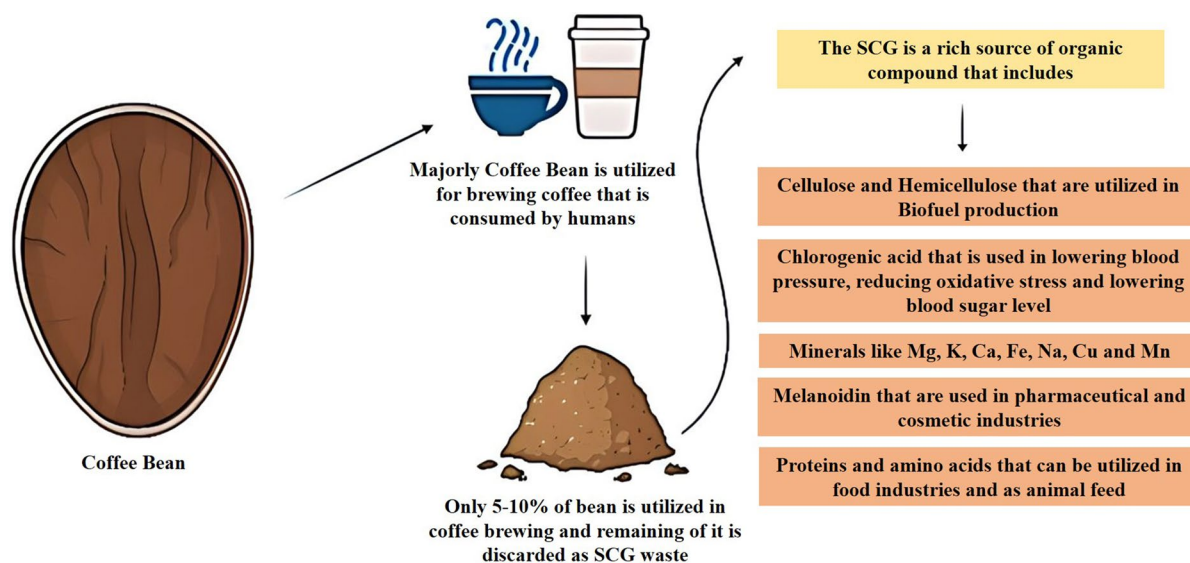 Coffee Bean
Majorly Coffee Bean is utilized
for brewing coffee that is
consumed by humans
Only 5-10% of bean is utilized in
coffee brewing and remaining of it is
discarded as SCG waste
The SCG is a rich source of organic
compound that includes
Cellulose and Hemicellulose that are utilized in
Biofuel production
Chlorogenic acid that is used in lowering blood
pressure, reducing oxidative stress and lowering
blood sugar level
Minerals like Mg, K, Ca, Fe, Na, Cu and Mn
Melanoidin that are used in pharmaceutical and
cosmetic industries
Proteins and amino acids that can be utilized in
food industries and as animal feed